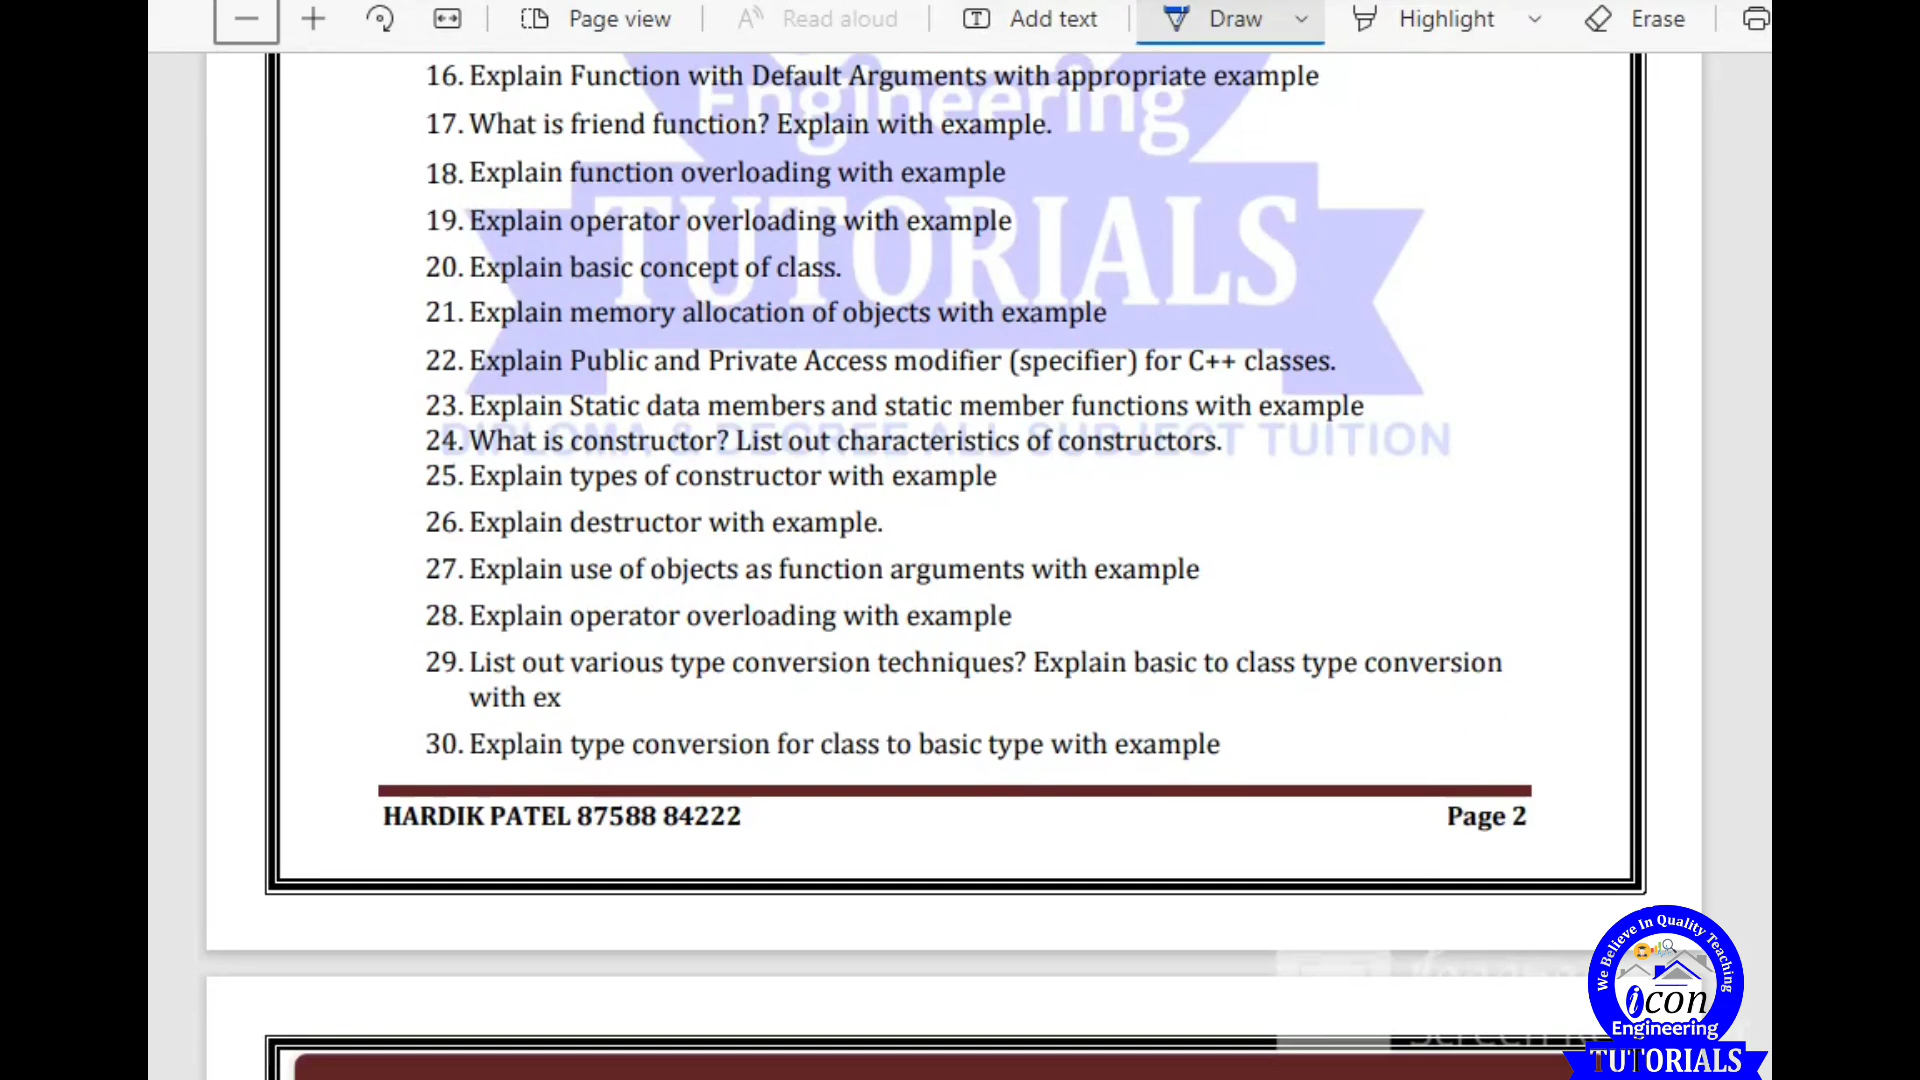 Page view
Read aloud
Add text
Draw
Highlight
Erase
Engineering
16. Explain Function with Default Arguments with appropriate example
17. What is friend function? Explain with example.
18. Explain function overloading with example
TUTORIALS
19. Explain operator overloading with example
20. Explain basic concept of class.
21. Explain memory allocation of objects with example
22. Explain Public and Private Access modifier (specifier) for C++ classes.
23. Explain Static data members and static member functions with example
DIPLOMA & DEGREE ALL SUBJECT TUITION
24. What is constructor? List out characteristics of constructors.
25. Explain types of constructor with example
26. Explain destructor with example.
27. Explain use of objects as function arguments with example
28. Explain operator overloading with example
29. List out various type conversion techniques? Explain basic to class type conversion
with ex
30. Explain type conversion for class to basic type with example
HARDIK PATEL 87588 84222
Page 2
We Believe In Quality Teaching
icon
Engineering
TUTORIALS